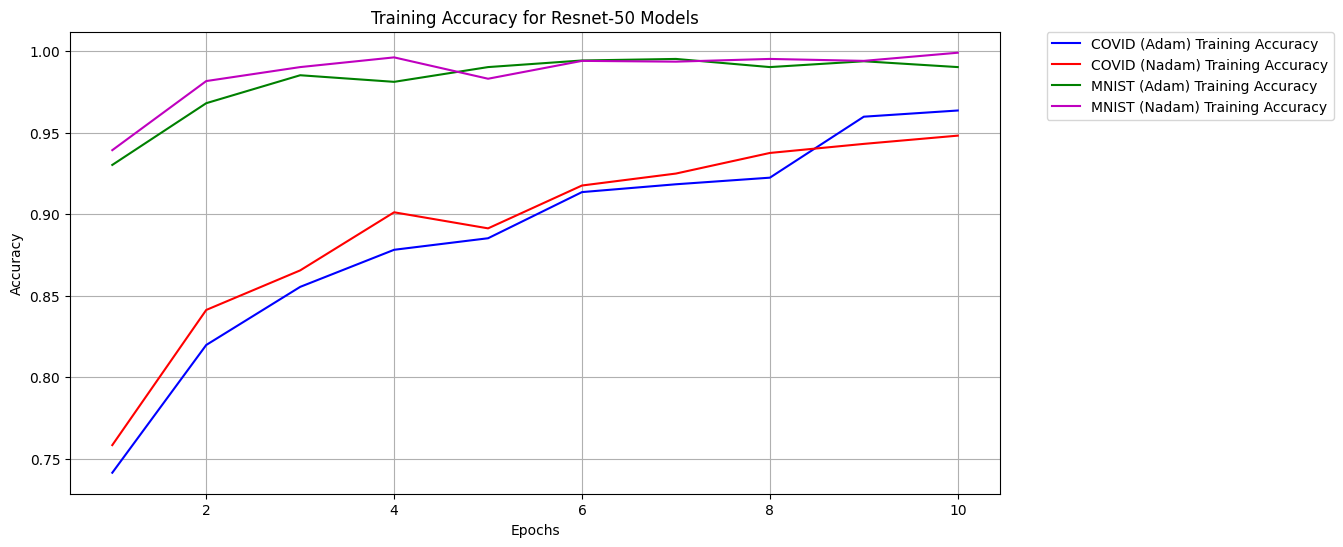 Training Accuracy for Resnet-50 Models
COVID (Adam) Training Accuracy
COVID (Nadam) Training Accuracy
MNIST (Adam) Training Accuracy
MNIST (Nadam) Training Accuracy
Accuracy
1.00
0.95
0.90
0.85
0.80
0.75
2 4 6 8 10
Epochs